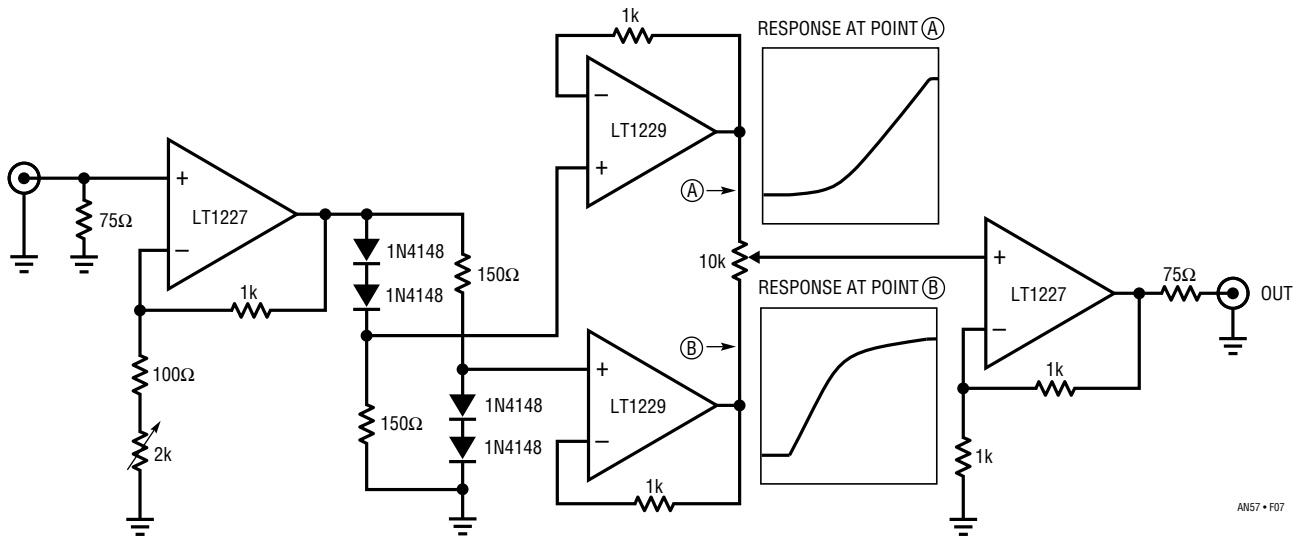 1k
RESPONSE AT POINT A
−
LT1229
+
LT1227
+
−
75Ω
A
1N4148
1N4148
150Ω
1k
10k
+
−
LT1227
75Ω
OUT
RESPONSE AT POINT B
B
100Ω
2k
150Ω
1N4148
1N4148
+
LT1229
−
1k
1k
1k
AN57 • F07